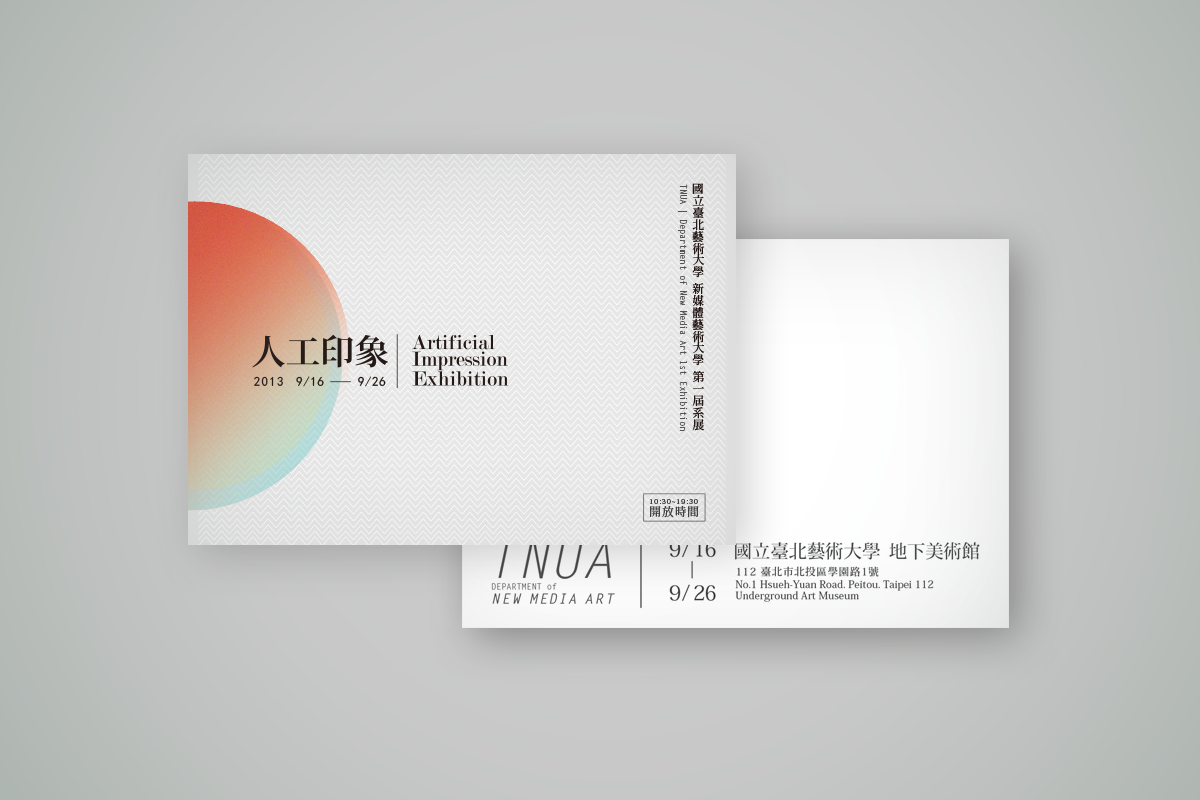 人工印象
2013 9/16 — 9/26
Artificial
Impression
Exhibition
國立臺北藝術大學 新媒體藝術大學 第1屆系展
TNUA | Department of New Media Art 1st Exhibition
10:30~19:30
開放時間
TNUA
DEPARTMENT of
NEW MEDIA ART
9/16
|
9/26
國立臺北藝術大學 地下美術館
112 臺北市北投區學園路1號
No.1 Hsueh-Yuan Road. Peitou. Taipei 112
Underground Art Museum